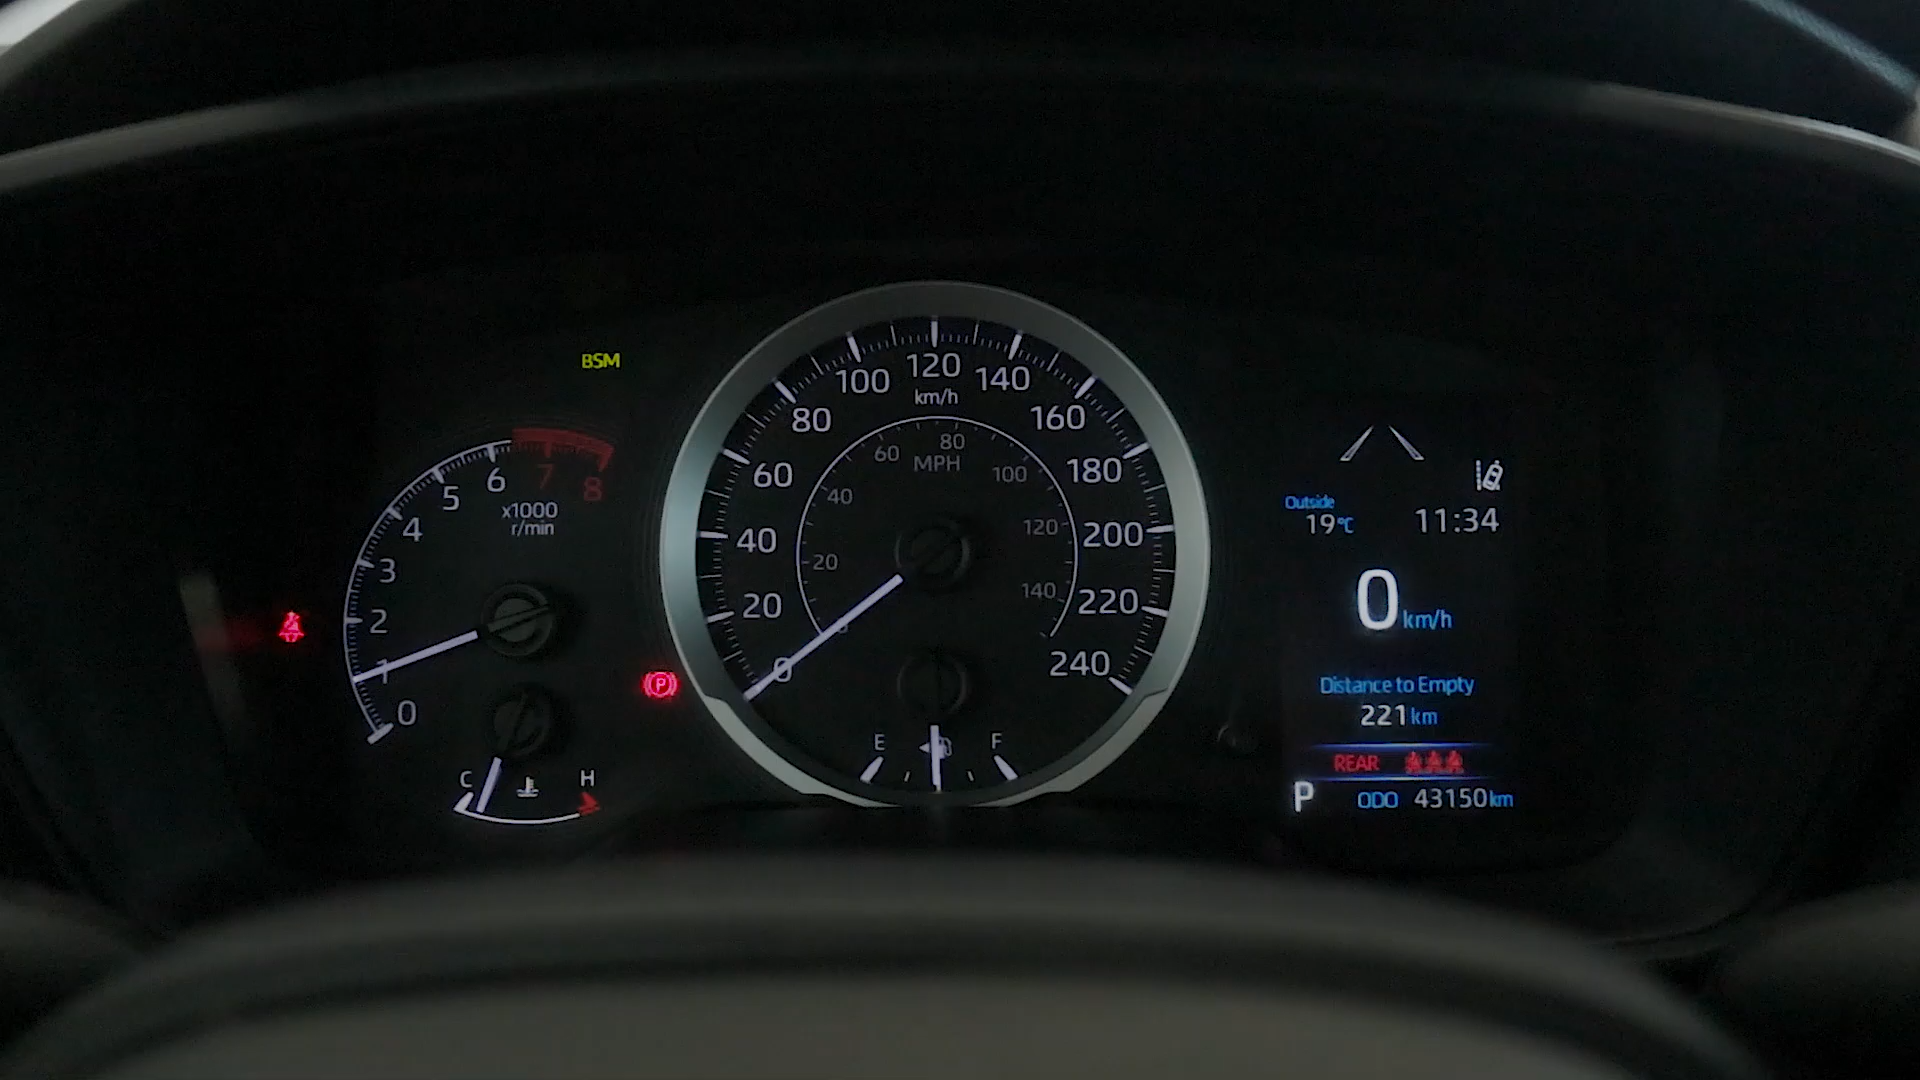 BSM
0
1
2
3
4
5
6
7
8
x1000
r/min
C
H
P
0
20
40
60
80
100
120
140
160
180
200
220
240
km/h
20
40
60
80
100
120
140
MPH
E
F
Outside
19°C
11:34
0 km/h
Distance to Empty
221 km
REAR
P ODO 43150 km